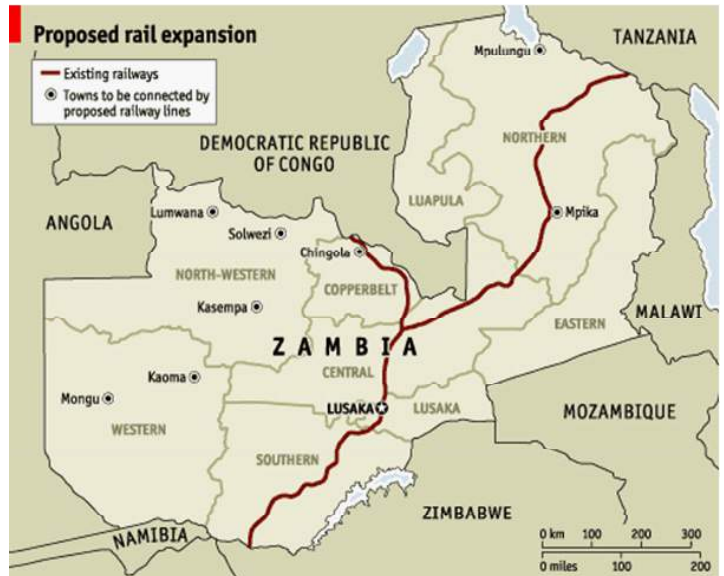 Proposed rail expansion
Existing railways
Towns to be connected by
proposed railway lines
Mpulungu
TANZANIA
DEMOCRATIC REPUBLIC
OF CONGO
NORTHERN
LUAPULA
ANGOLA
Lumwana
Mpika
Solwezi
Chingola
NORTH-WESTERN
COPPERBELT
Kasempa
MALAWI
EASTERN
ZAMBIA
CENTRAL
Kaoma
Mongu
LUSAKA
LUSAKA
MOZAMBIQUE
WESTERN
SOUTHERN
ZIMBABWE
NAMIBIA
0 km 100 200 300
0 miles 100 200